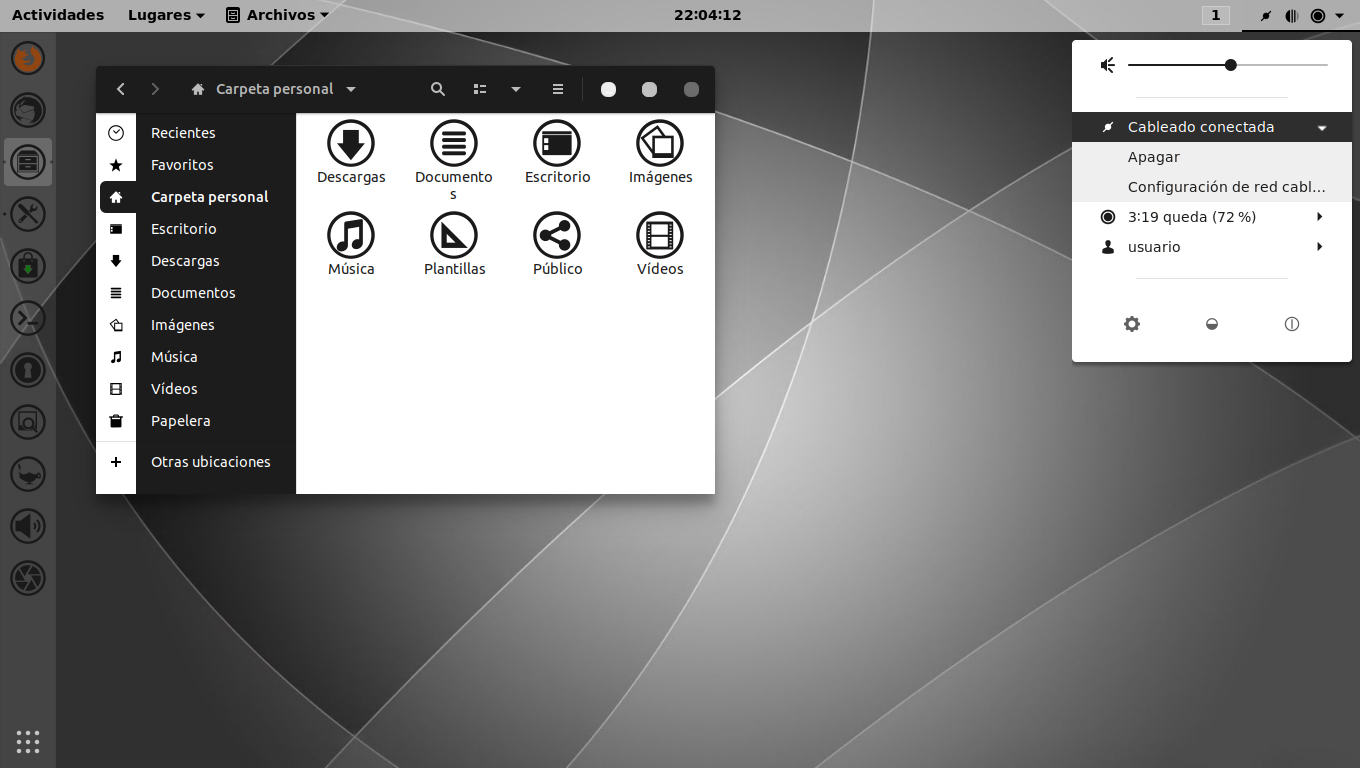 Actividades Lugares Archivos 22:04:12 1
Carpeta personal
Recientes
Favoritos
Carpeta personal
Escritorio
Descargas
Documentos
Imágenes
Música
Vídeos
Papelera
Otras ubicaciones
Descargas Documento
s Escritorio Imágenes
Música Plantillas Público Vídeos
Cableado conectada
Apagar
Configuración de red cabl...
3:19 queda (72 %)
usuario